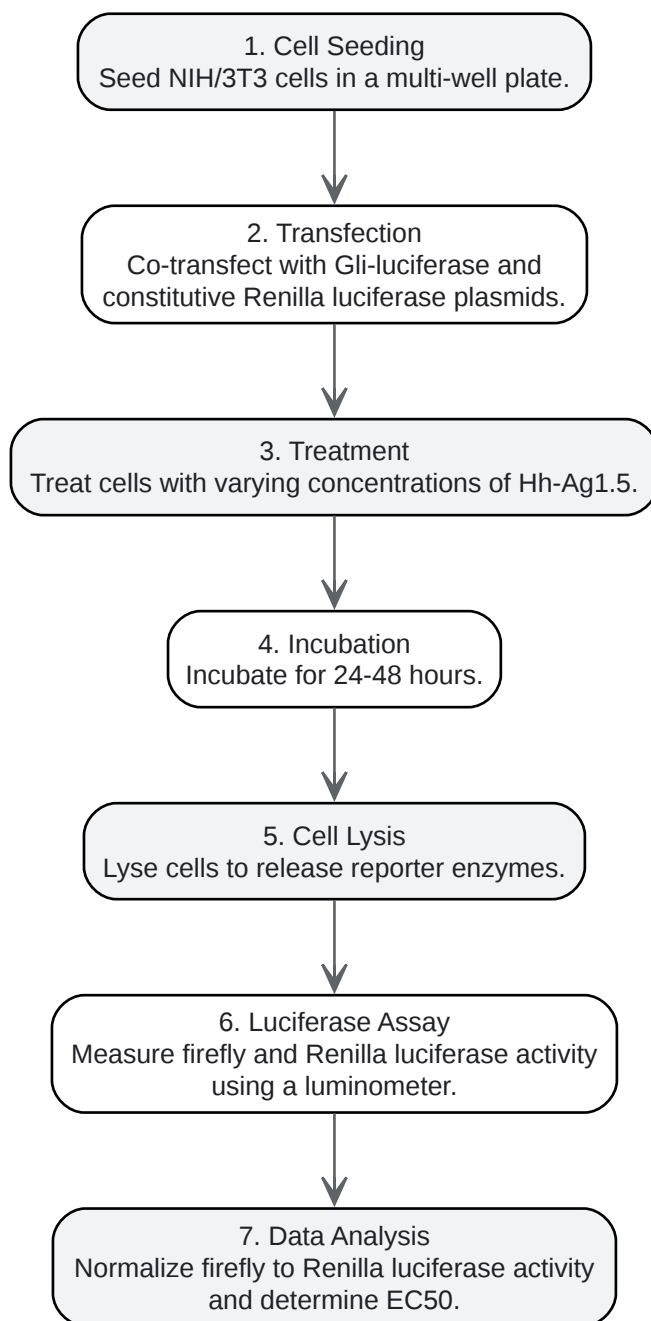 1. Cell Seeding
Seed NIH/3T3 cells in a multi-well plate.
2. Transfection
Co-transfect with Gli-luciferase and
constitutive Renilla luciferase plasmids.
3. Treatment
Treat cells with varying concentrations of Hh-Ag1.5.
4. Incubation
Incubate for 24-48 hours.
5. Cell Lysis
Lyse cells to release reporter enzymes.
6. Luciferase Assay
Measure firefly and Renilla luciferase activity
using a luminometer.
7. Data Analysis
Normalize firefly to Renilla luciferase activity
and determine EC50.